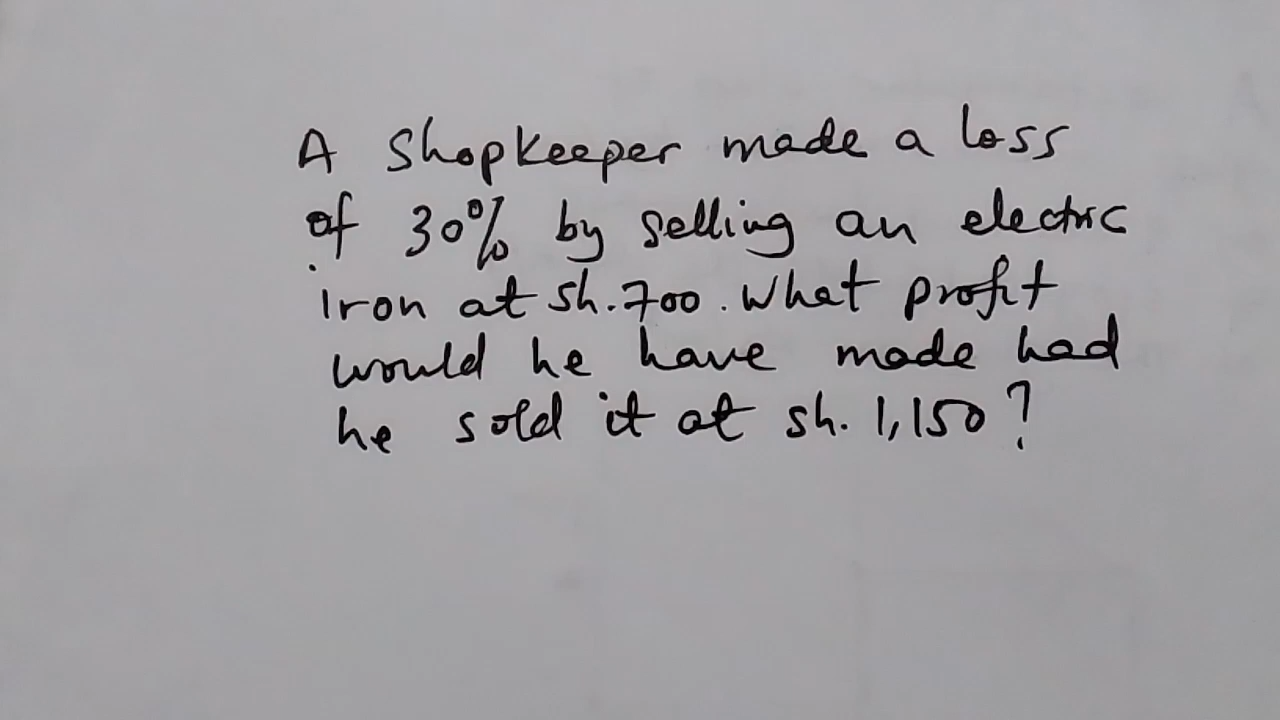 A shopkeeper made a loss
of 30% by selling an electric
iron at sh.700. What profit
would he have made had
he sold it at sh. 1,150?